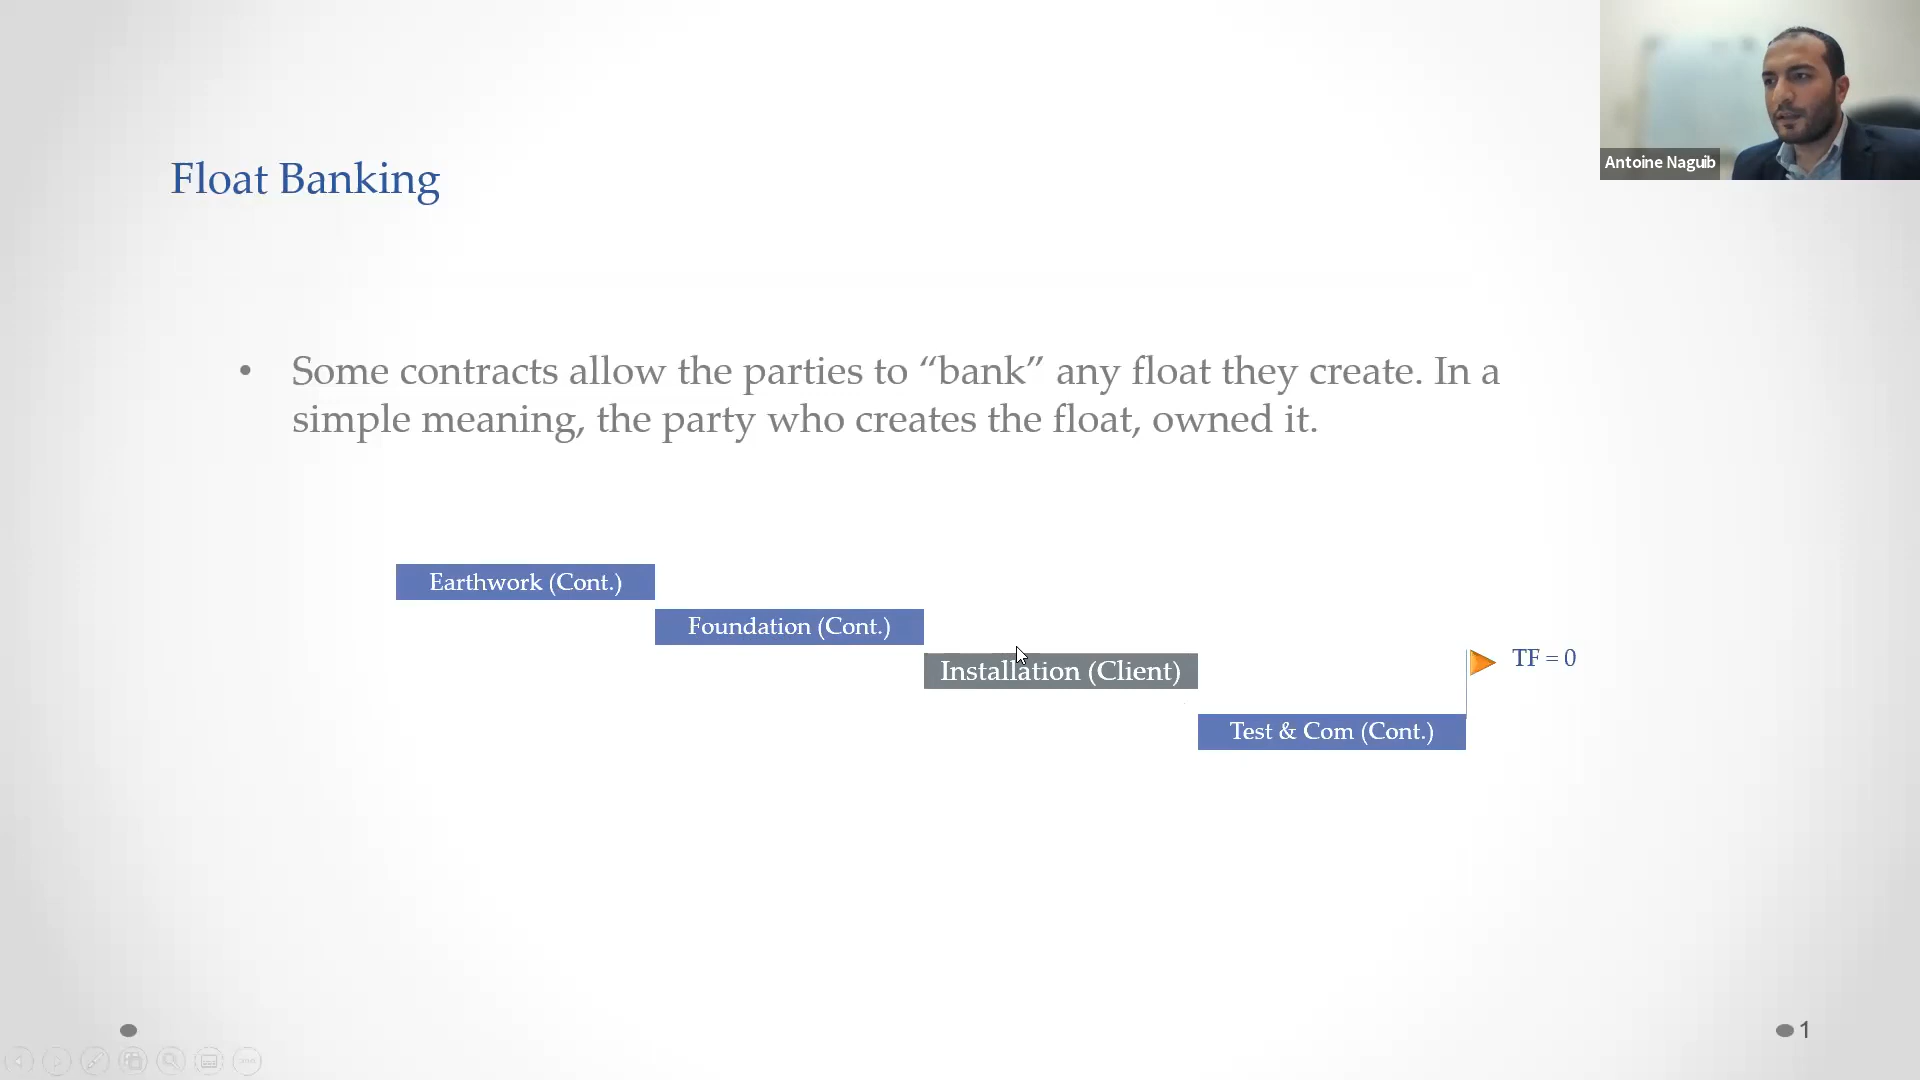 Antoine Naguib
Float Banking
• Some contracts allow the parties to “bank” any float they create. In a
simple meaning, the party who creates the float, owned it.
Earthwork (Cont.)
Foundation (Cont.)
Installation (Client)
TF = 0
Test & Com (Cont.)
1